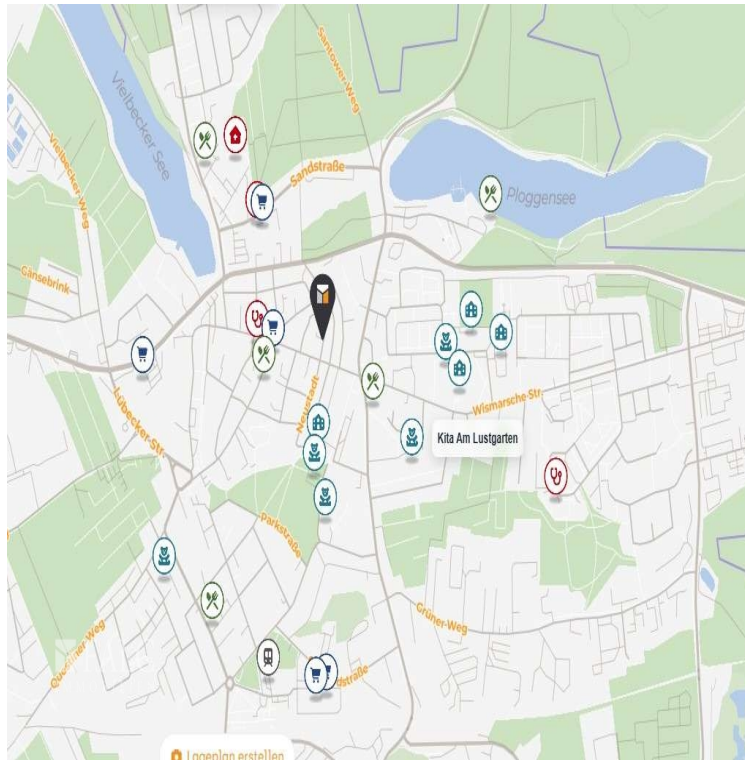 Santower-Weg
Vielbecker See
Vielbecker-Weg
Sandstraße
Ploggensee
Gänsebrink
Neustadt
Wismarsche-Str.
Lübecker-Str.
Kita Am Lustgarten
Parkstraße
Grüner-Weg
Lageplan erstellen